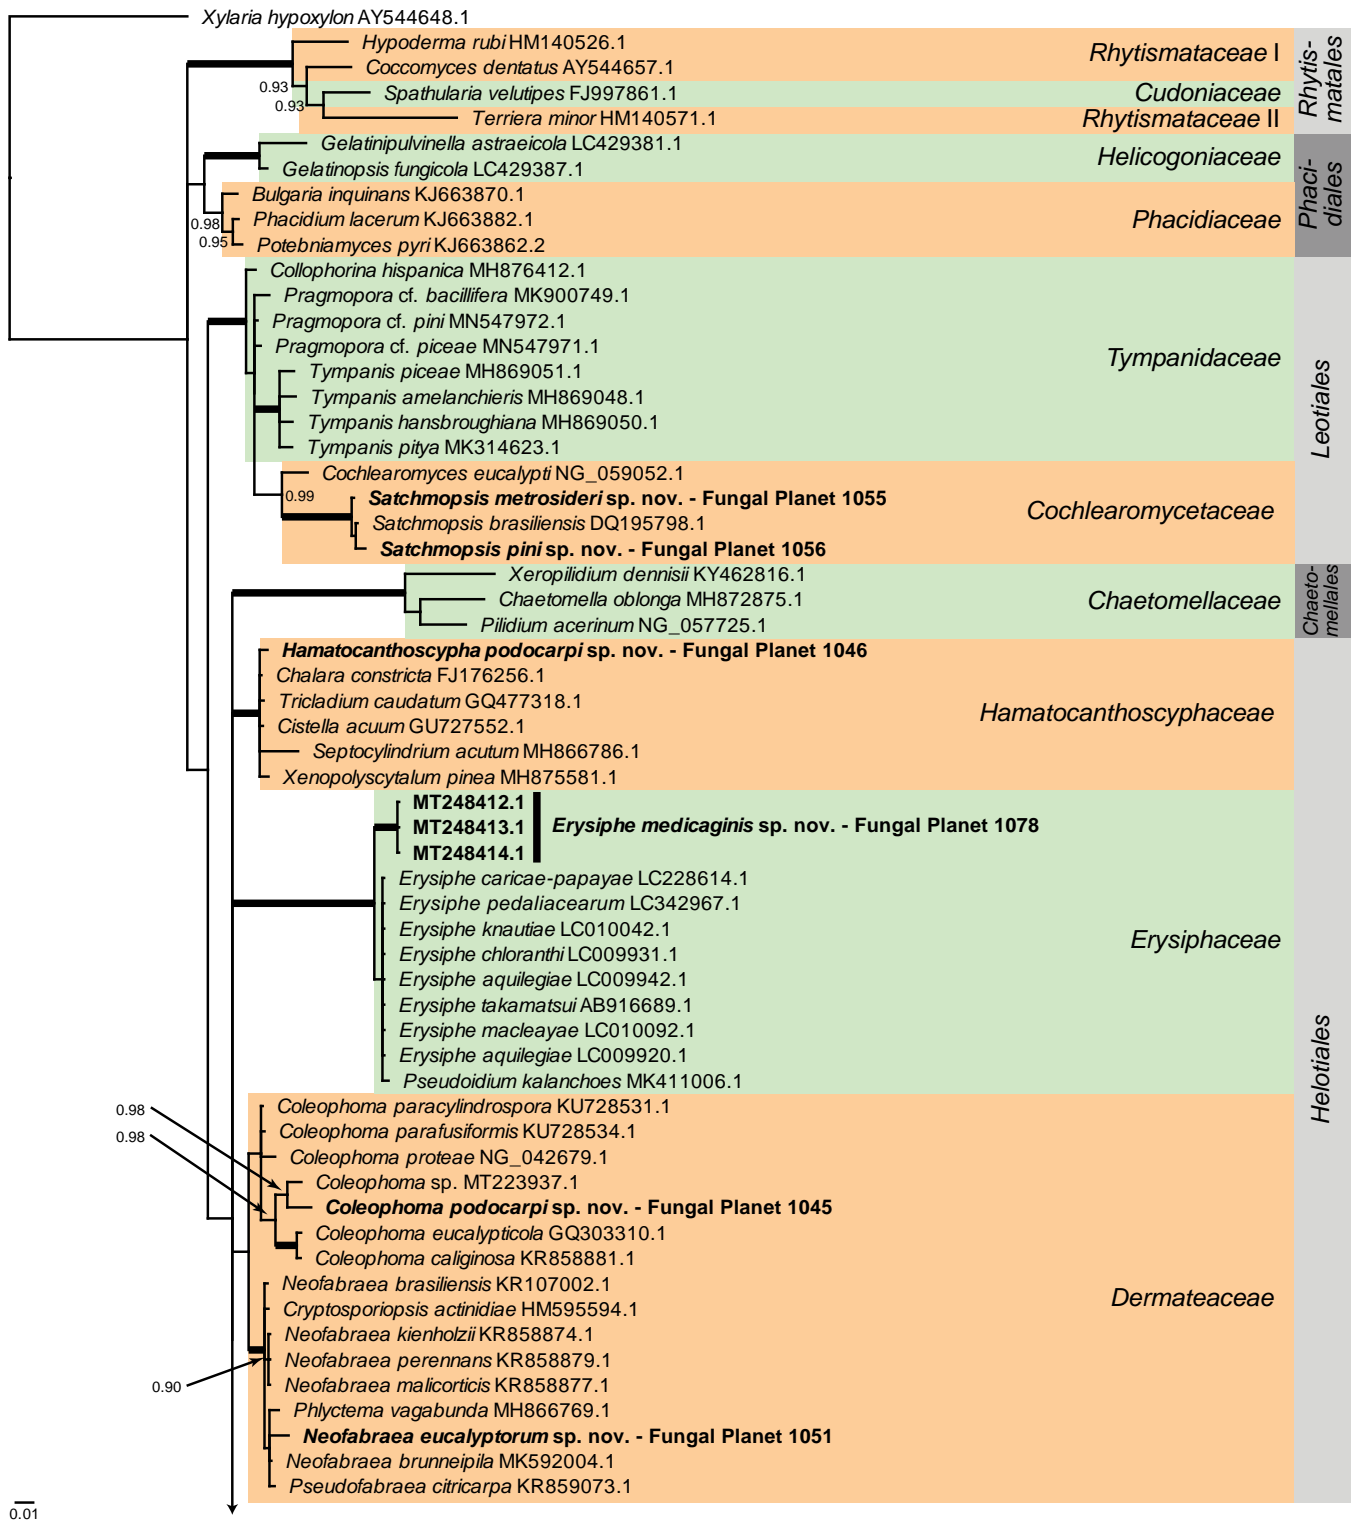 Xylaria hypoxylon AY544648.1
Hypoderma rubi HM140526.1
Coccomyces dentatus AY544657.1
Rhytismataceae I
0.93
Spathularia velutipes FJ997861.1
Cudoniaceae
0.93
Terriera minor HM140571.1
Rhytismataceae II
Rhytis-
matales
Gelatinipulvinella astraeicola LC429381.1
Gelatinopsis fungicola LC429387.1
Helicogoniaceae
Bulgaria inquinans KJ663870.1
0.98
Phacidium lacerum KJ663882.1
0.95
Potebniamyces pyri KJ663862.2
Phacidiaceae
Phaci-
diales
Collophorina hispanica MH876412.1
Pragmopora cf. bacillifera MK900749.1
Pragmopora cf. pini MN547972.1
Pragmopora cf. piceae MN547971.1
Tympanis piceae MH869051.1
Tympanis amelanchieris MH869048.1
Tympanis hansbroughiana MH869050.1
Tympanis pitya MK314623.1
Tympanidaceae
Cochlearomyces eucalypti NG_059052.1
0.99
Satchmopsis metrosideri sp. nov. - Fungal Planet 1055
Satchmopsis brasiliensis DQ195798.1
Satchmopsis pini sp. nov. - Fungal Planet 1056
Cochlearomycetaceae
Leotiales
Xeropilidium dennisii KY462816.1
Chaetomella oblonga MH872875.1
Pilidium acerinum NG_057725.1
Chaetomellaceae
Chaeto-
mellales
Hamatocanthoscypha podocarpi sp. nov. - Fungal Planet 1046
Chalara constricta FJ176256.1
Tricladium caudatum GQ477318.1
Cistella acuum GU727552.1
Septocylindrium acutum MH866786.1
Xenopolyscytalum pinea MH875581.1
Hamatocanthoscyphaceae
MT248412.1
MT248413.1
MT248414.1
Erysiphe medicaginis sp. nov. - Fungal Planet 1078
Erysiphe caricae-papayae LC228614.1
Erysiphe pedaliacearum LC342967.1
Erysiphe knautiae LC010042.1
Erysiphe chloranthi LC009931.1
Erysiphe aquilegiae LC009942.1
Erysiphe takamatsui AB916689.1
Erysiphe macleayae LC010092.1
Erysiphe aquilegiae LC009920.1
Pseudoidium kalanchoes MK411006.1
Erysiphaceae
Helotiales
Coleophoma paracylindrospora KU728531.1
0.98
Coleophoma parafusiformis KU728534.1
0.98
Coleophoma proteae NG_042679.1
Coleophoma sp. MT223937.1
Coleophoma podocarpi sp. nov. - Fungal Planet 1045
Coleophoma eucalypticola GQ303310.1
Coleophoma caliginosa KR858881.1
Neofabraea brasiliensis KR107002.1
Cryptosporiopsis actinidiae HM595594.1
Neofabraea kienholzii KR858874.1
Neofabraea perennans KR858879.1
Neofabraea malicorticis KR858877.1
0.90
Phlyctema vagabunda MH866769.1
Neofabraea eucalyptorum sp. nov. - Fungal Planet 1051
Neofabraea brunneipila MK592004.1
Pseudofabraea citricarpa KR859073.1
Dermateaceae
0.01